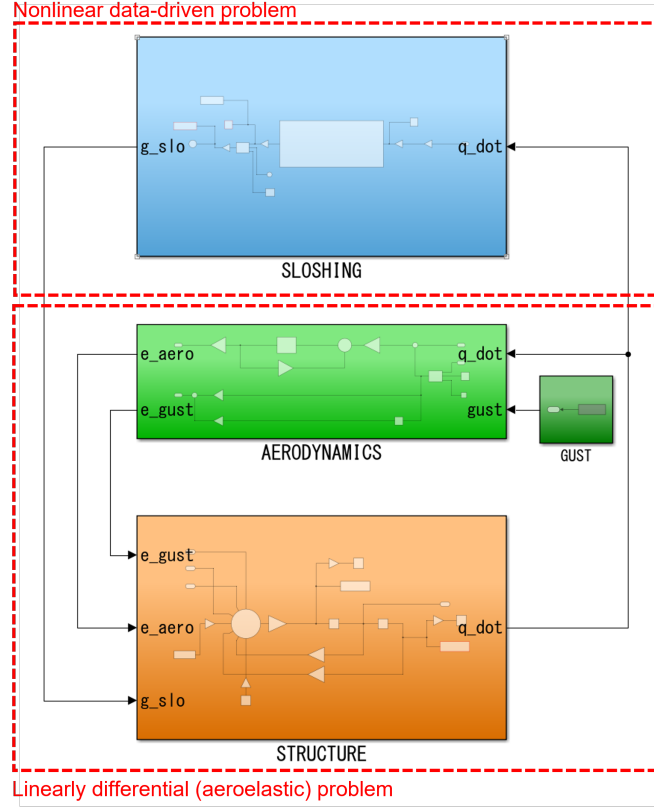 Nonlinear data-driven problem
g_slo
q_dot
SLOSHING
e_aero
q_dot
e_gust
gust
AERODYNAMICS
GUST
e_gust
e_aero
q_dot
g_slo
STRUCTURE
Linearly differential (aeroelastic) problem